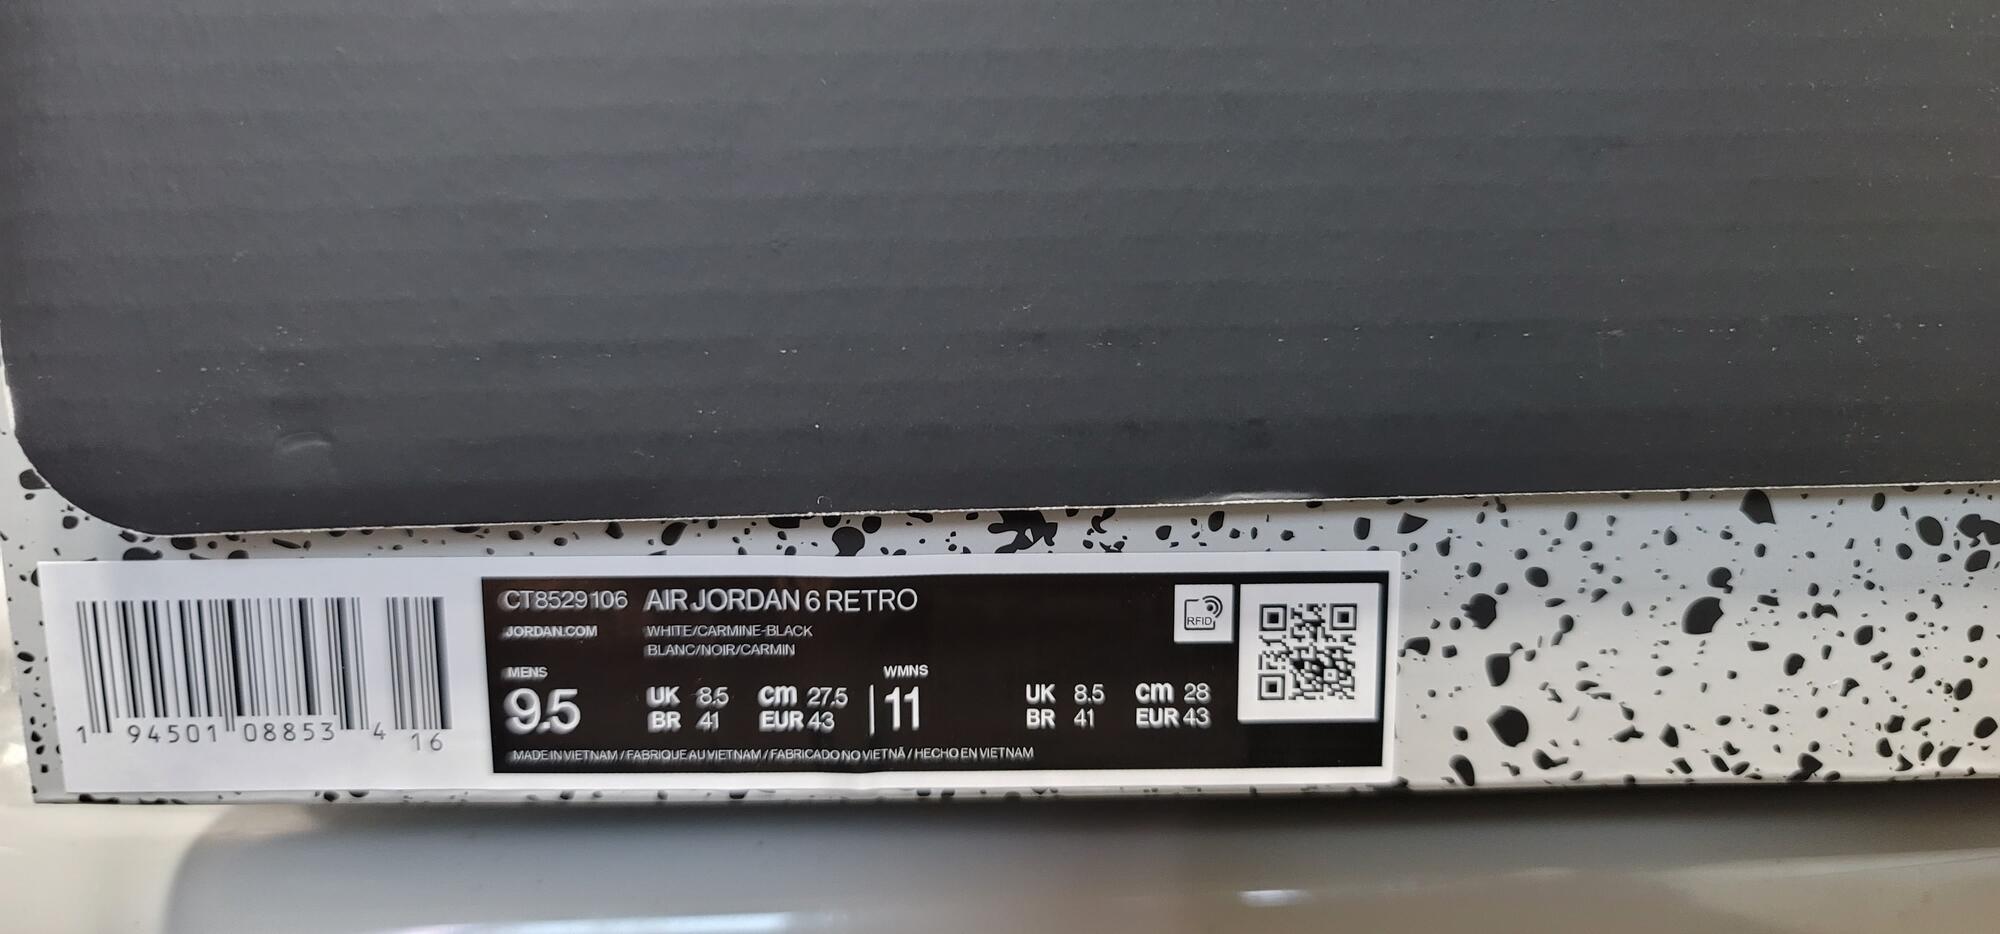 CT8529106 AIR JORDAN 6 RETRO
JORDAN.COM WHITE/CARMINE-BLACK
BLANC/NOIR/CARMIN
MENS WMNS
9.5 UK 8.5 cm 27.5 11 UK 8.5 cm 28
BR 41 EUR 43 BR 41 EUR 43
MADE IN VIETNAM / FABRIQUE AU VIETNAM / FABRICADO NO VIETNÃ / HECHO EN VIETNAM
RFID
1 94501 08853 4 16